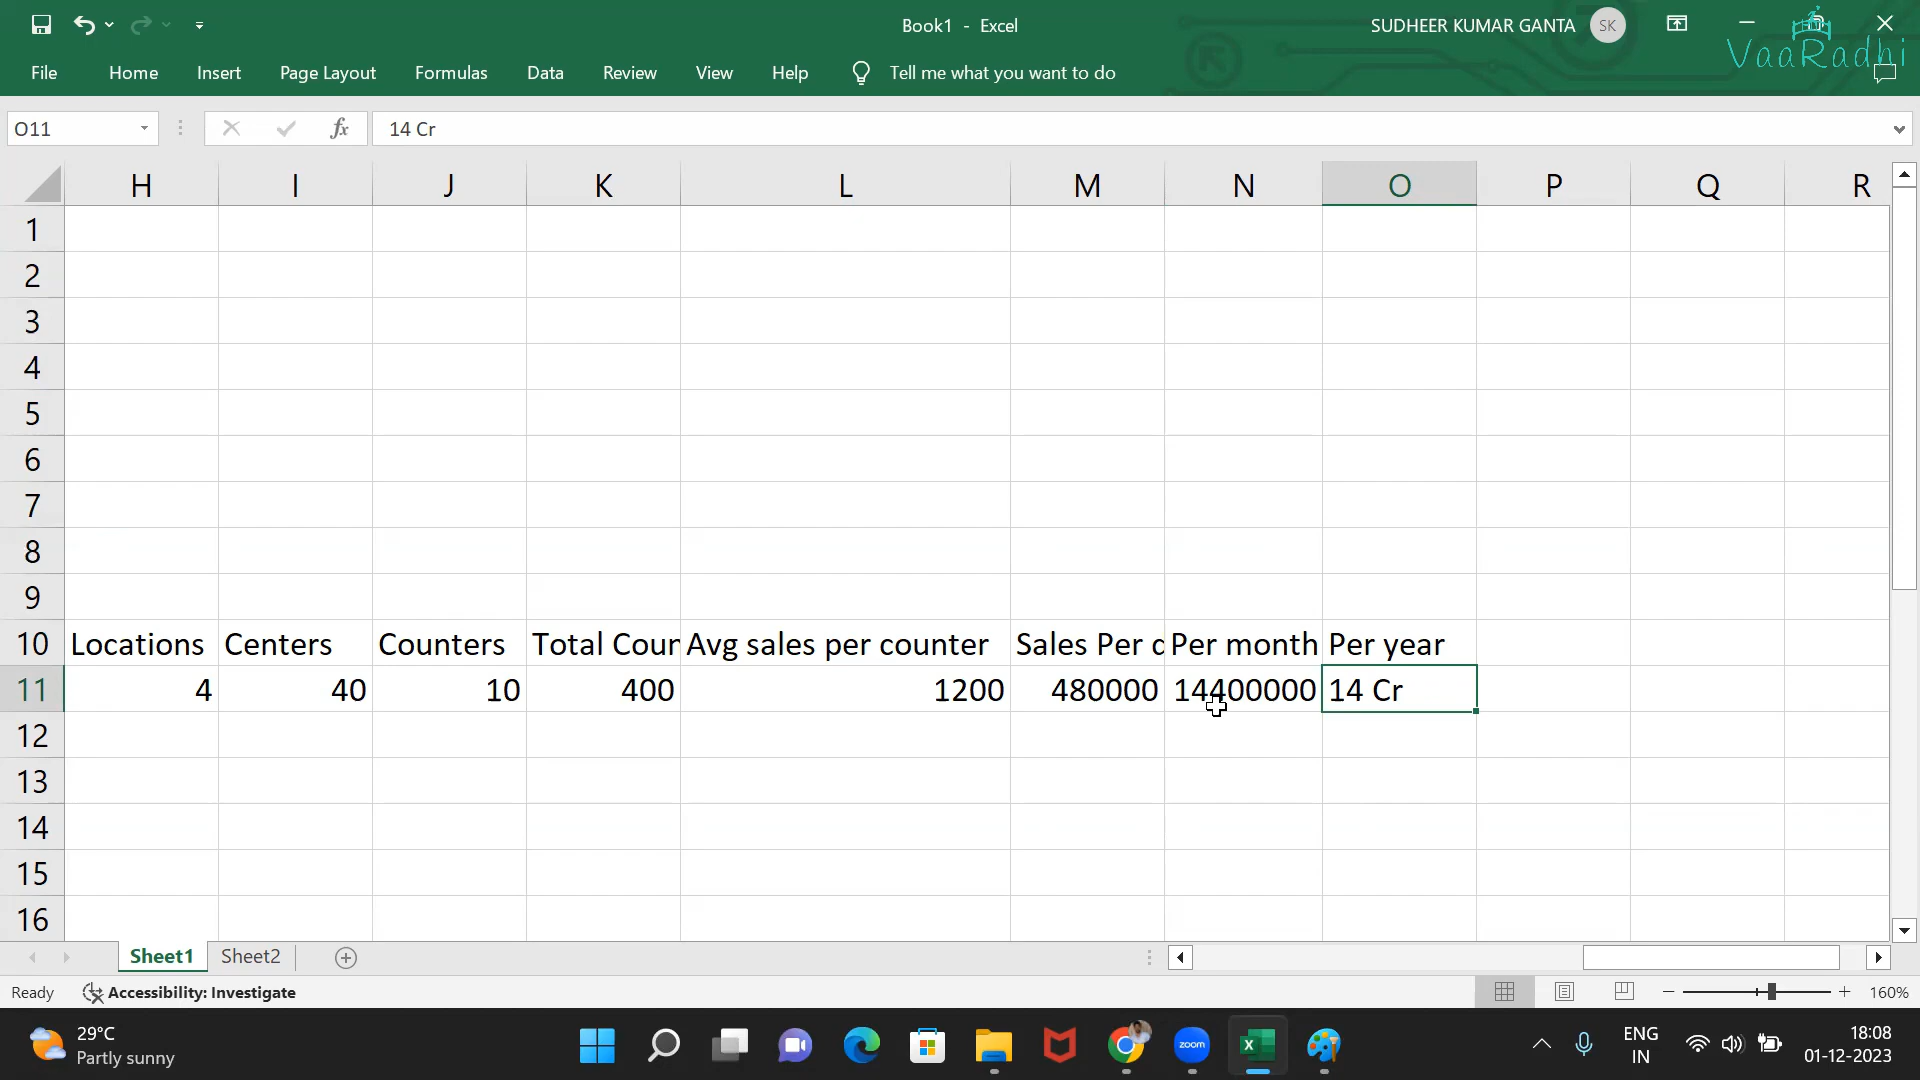 Book1 - Excel
SUDHEER KUMAR GANTA
SK
VaaRadhi
File Home Insert Page Layout Formulas Data Review View Help Tell me what you want to do
O11
fx
14 Cr
H I J K L M N O P Q R
1
2
3
4
5
6
7
8
9
10 Locations Centers Counters Total Coun Avg sales per counter Sales Per d Per month Per year
11 4 40 10 400 1200 480000 14400000 14 Cr
12
13
14
15
16
Sheet1 Sheet2
Ready Accessibility: Investigate 160%
29°C
Partly sunny
zoom
ENG
IN
18:08
01-12-2023